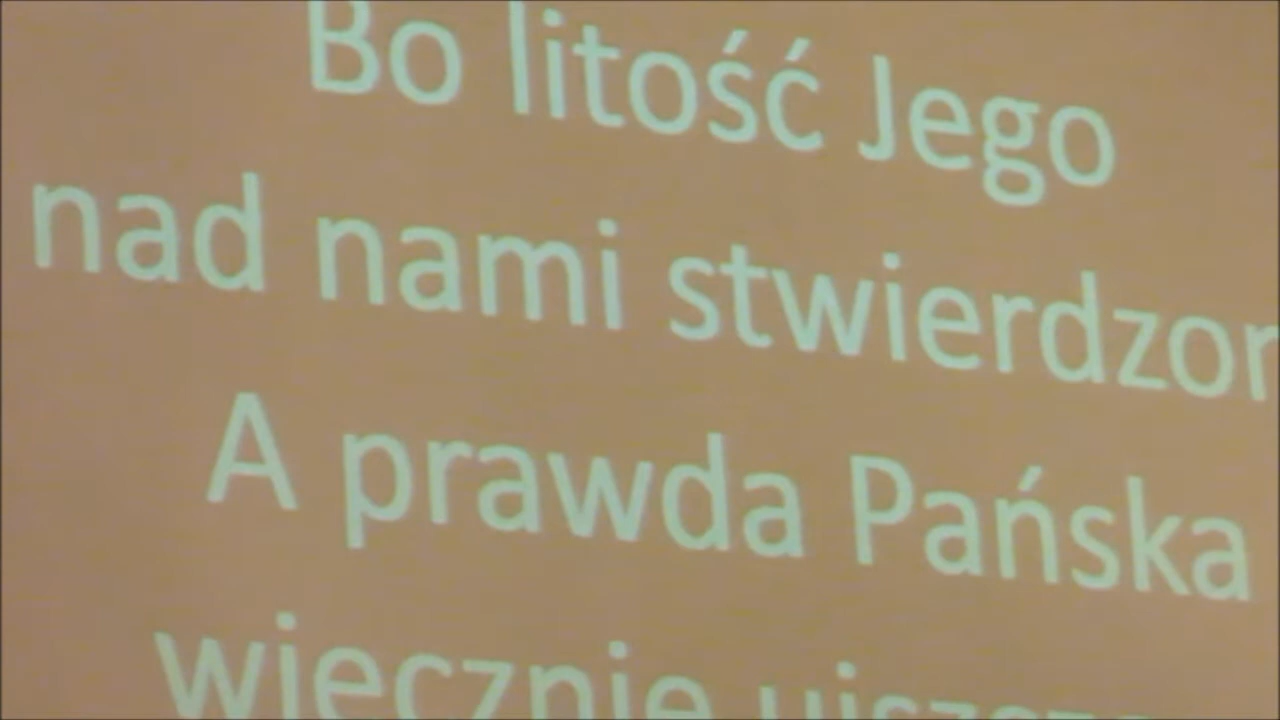 Bo litość Jego
nad nami stwierdzon
A prawda Pańska
wiecznie